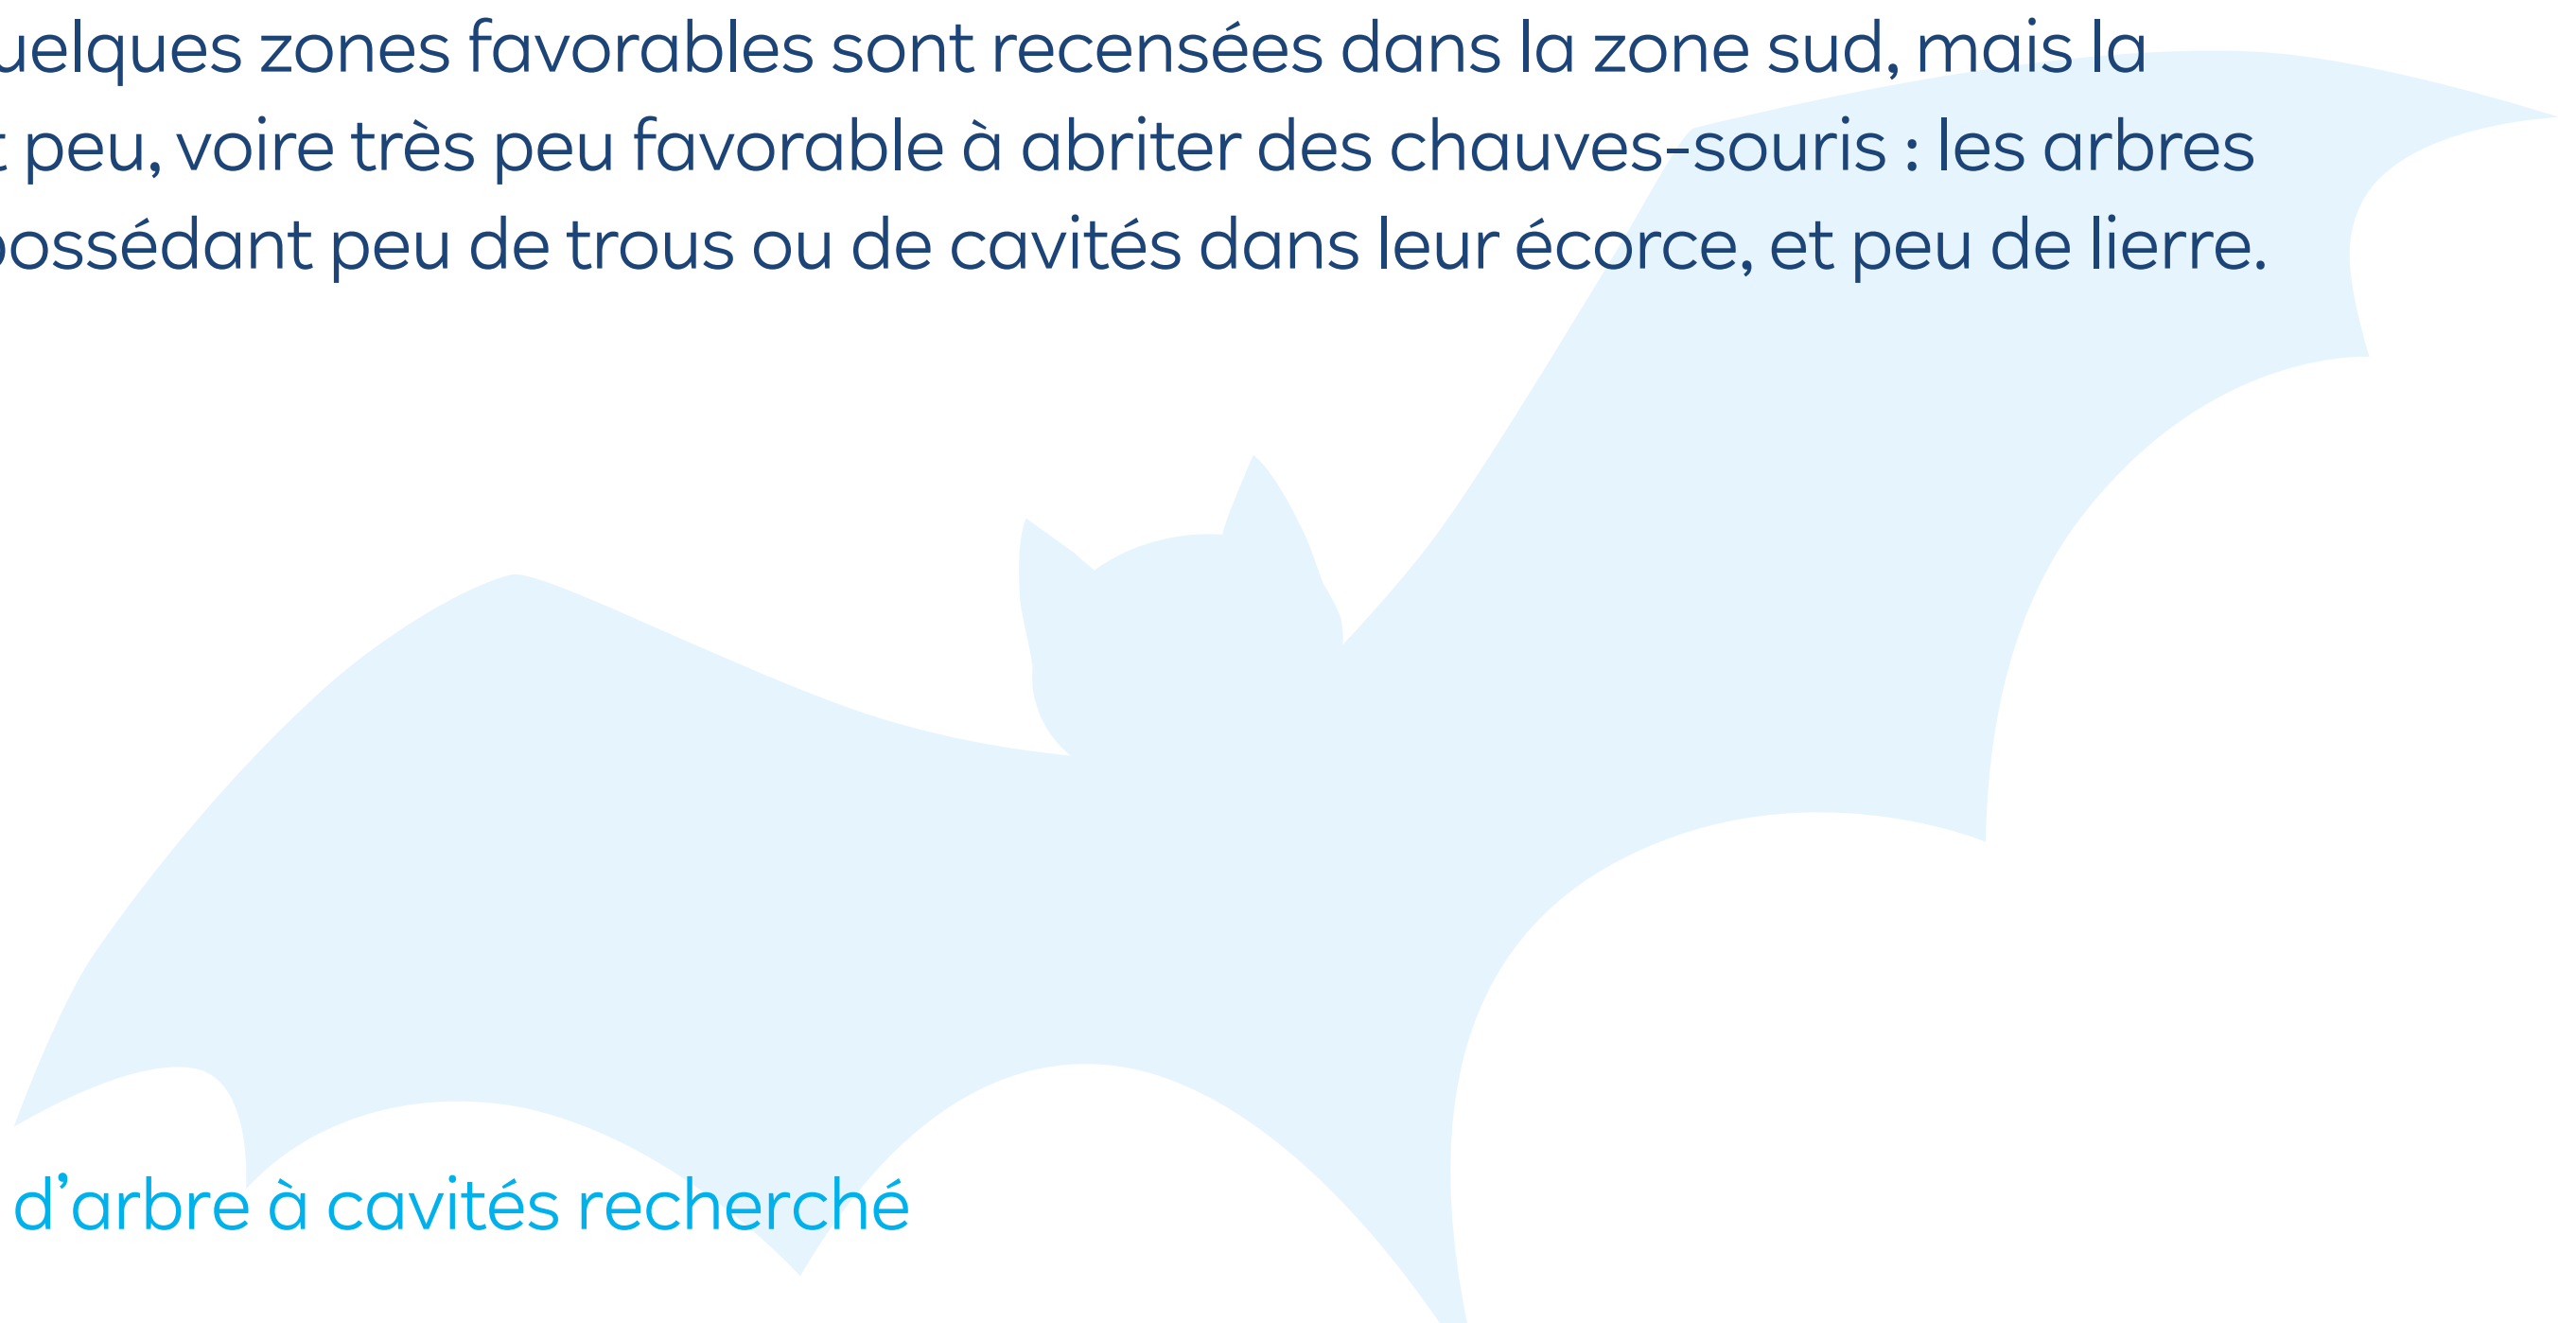 uelques zones favorables sont recensées dans la zone sud, mais la
t peu, voire très peu favorable à abriter des chauves-souris : les arbres
possédant peu de trous ou de cavités dans leur écorce, et peu de lierre.
d’arbre à cavités recherché